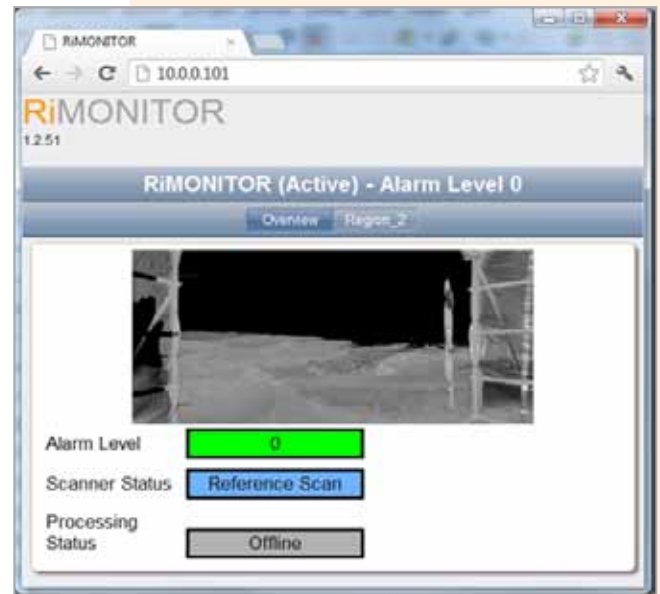 RiMONITOR
10.0.0.101
RiMONITOR
1.2.51
RiMONITOR (Active) - Alarm Level 0
Overview Region_2
Alarm Level 0
Scanner Status Reference Scan
Processing
Status Offline